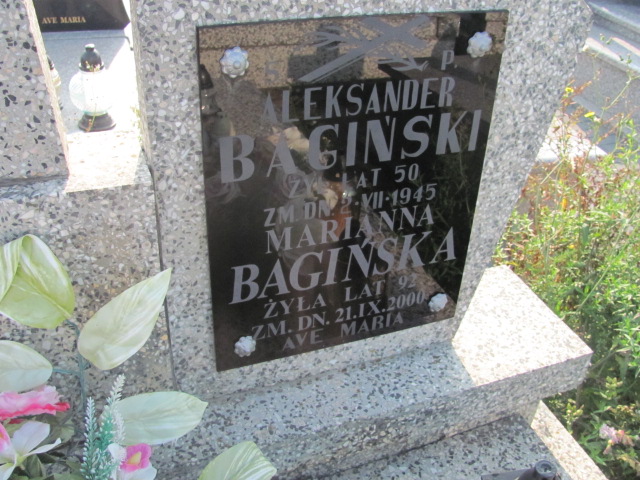 AVE MARIA
Ś P
ALEKSANDER
BAGIŃSKI
ŻYŁ LAT 50
ZM. DN. 5.VII.1945
MARIANNA
BAGIŃSKA
ŻYŁA LAT 92
ZM. DN. 21.IX.2000
AVE MARIA